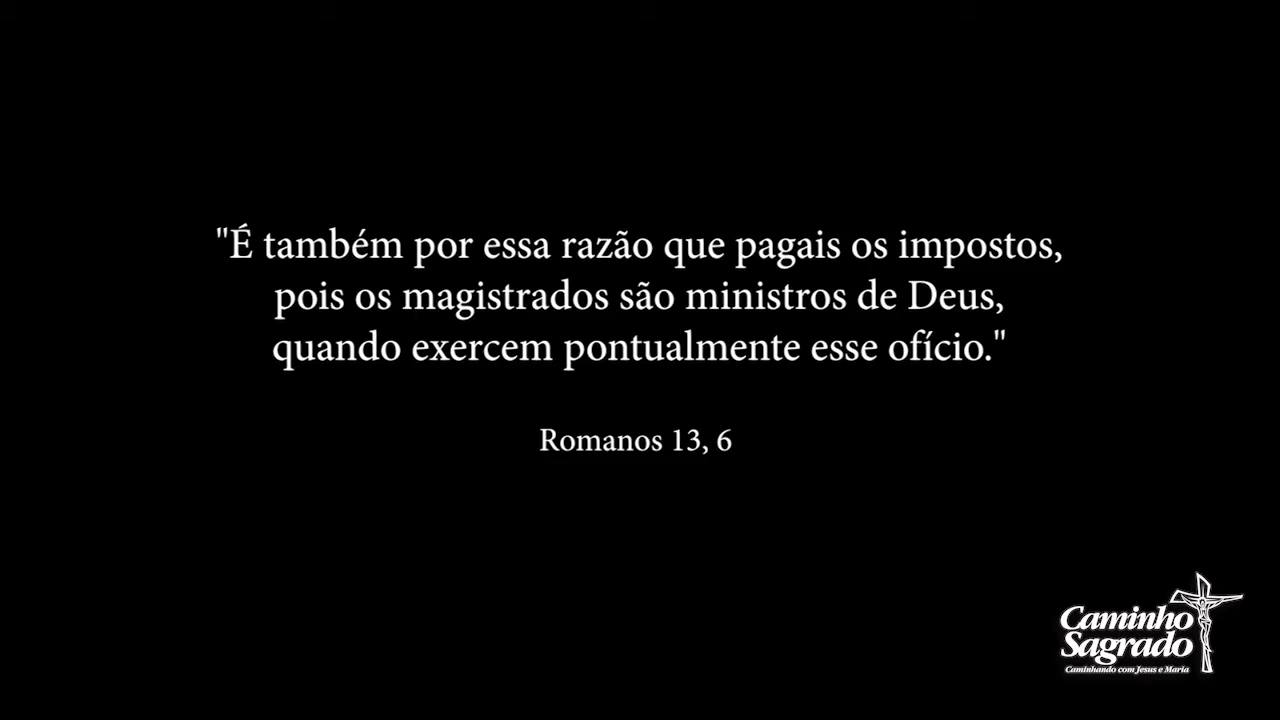 "É também por essa razão que pagais os impostos,
pois os magistrados são ministros de Deus,
quando exercem pontualmente esse ofício."
Romanos 13, 6
Caminho
Sagrado
Caminhando com Jesus e Maria